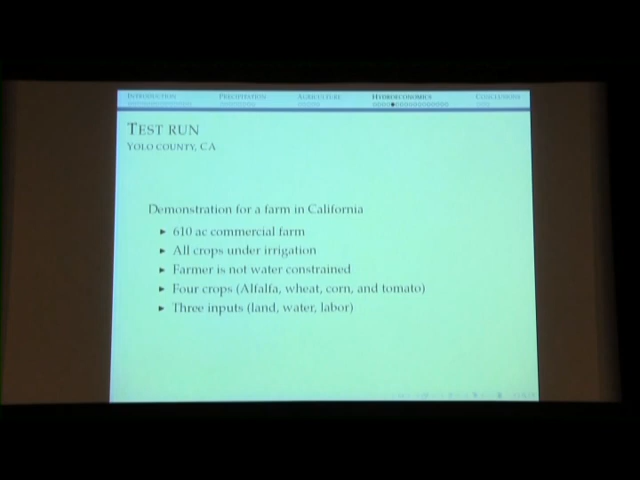 INTRODUCTION PRECIPITATION AGRICULTURE HYDROECONOMICS CONCLUSIONS
TEST RUN
YOLO COUNTY, CA
Demonstration for a farm in California
► 610 ac commercial farm
► All crops under irrigation
► Farmer is not water constrained
► Four crops (Alfalfa, wheat, corn, and tomato)
► Three inputs (land, water, labor)